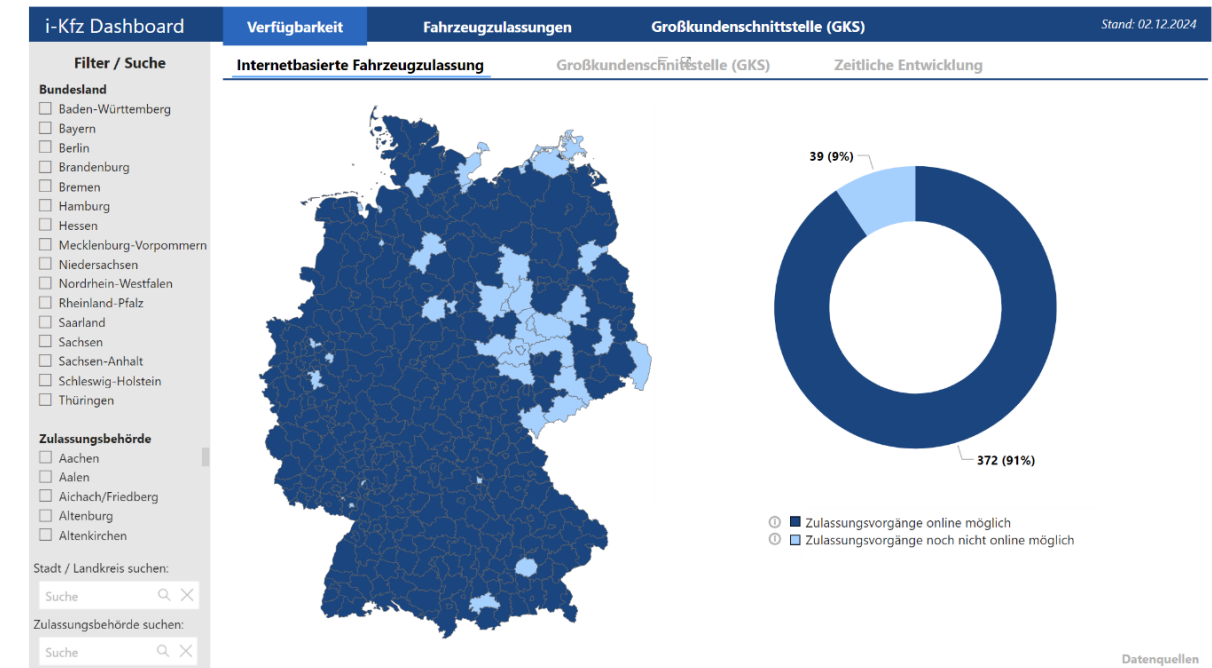 i-Kfz Dashboard
Verfügbarkeit
Fahrzeugzulassungen
Großkundenschnittstelle (GKS)
Stand: 02.12.2024
Filter / Suche
Internetbasierte Fahrzeugzulassung
Großkundenschnittstelle (GKS)
Zeitliche Entwicklung
Bundesland
Baden-Württemberg
Bayern
Berlin
Brandenburg
Bremen
Hamburg
Hessen
Mecklenburg-Vorpommern
Niedersachsen
Nordrhein-Westfalen
Rheinland-Pfalz
Saarland
Sachsen
Sachsen-Anhalt
Schleswig-Holstein
Thüringen
Zulassungsbehörde
Aachen
Aalen
Aichach/Friedberg
Altenburg
Altenkirchen
Stadt / Landkreis suchen:
Suche
Zulassungsbehörde suchen:
Suche
39 (9%)
372 (91%)
Zulassungsvorgänge online möglich
Zulassungsvorgänge noch nicht online möglich
Datenquellen